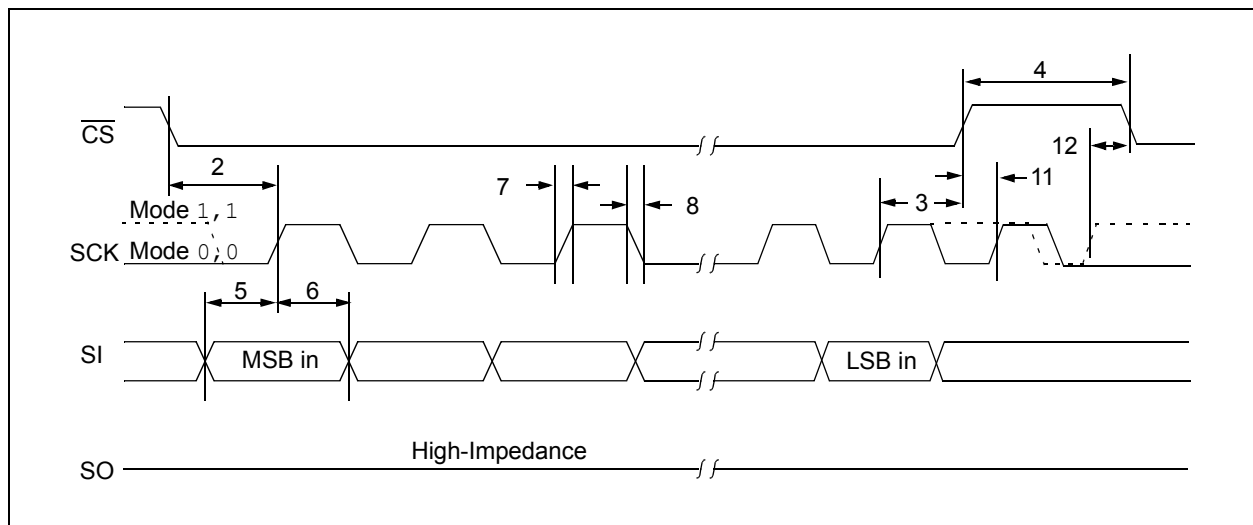 4
CS
12
2
7
11
Mode 1,1
8
3
SCK Mode 0,0
5
6
SI
MSB in
LSB in
High-Impedance
SO